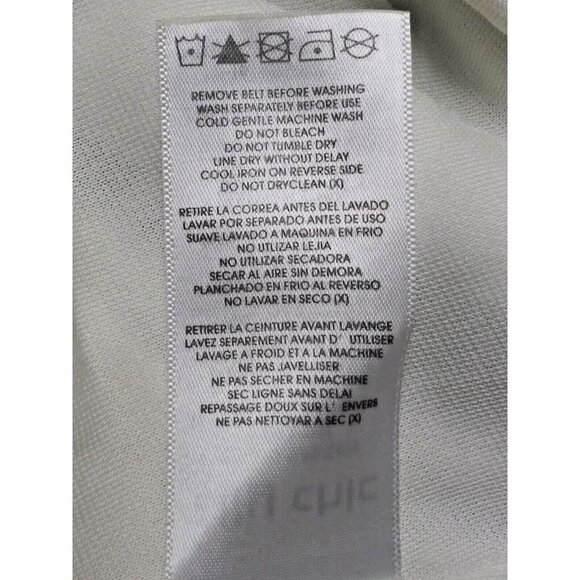 REMOVE BELT BEFORE WASHING
WASH SEPARATELY BEFORE USE
COLD GENTLE MACHINE WASH
DO NOT BLEACH
DO NOT TUMBLE DRY
LINE DRY WITHOUT DELAY
COOL IRON ON REVERSE SIDE
DO NOT DRYCLEAN (X)
RETIRE LA CORREA ANTES DEL LAVADO
LAVAR POR SEPARADO ANTES DE USO
SUAVE LAVADO A MAQUINA EN FRIO
NO UTLIZAR LEJIA
NO UTLIZAR SECADORA
SECAR AL AIRE SIN DEMORA
PLANCHADO EN FRIO AL REVERSO
NO LAVAR EN SECO (X)
RETIRER LA CEINTURE AVANT LAVANGE
LAVEZ SEPAREMENT AVANT D' UTILISER
LAVAGE A FROID ET A LA MACHINE
NE PAS JAVELLISER
NE PAS SECHER EN MACHINE
SEC LIGNE SANS DELAI
REPASSAGE DOUX SUR L' ENVERS
NE PAS NETTOYER A SEC (X)
chic